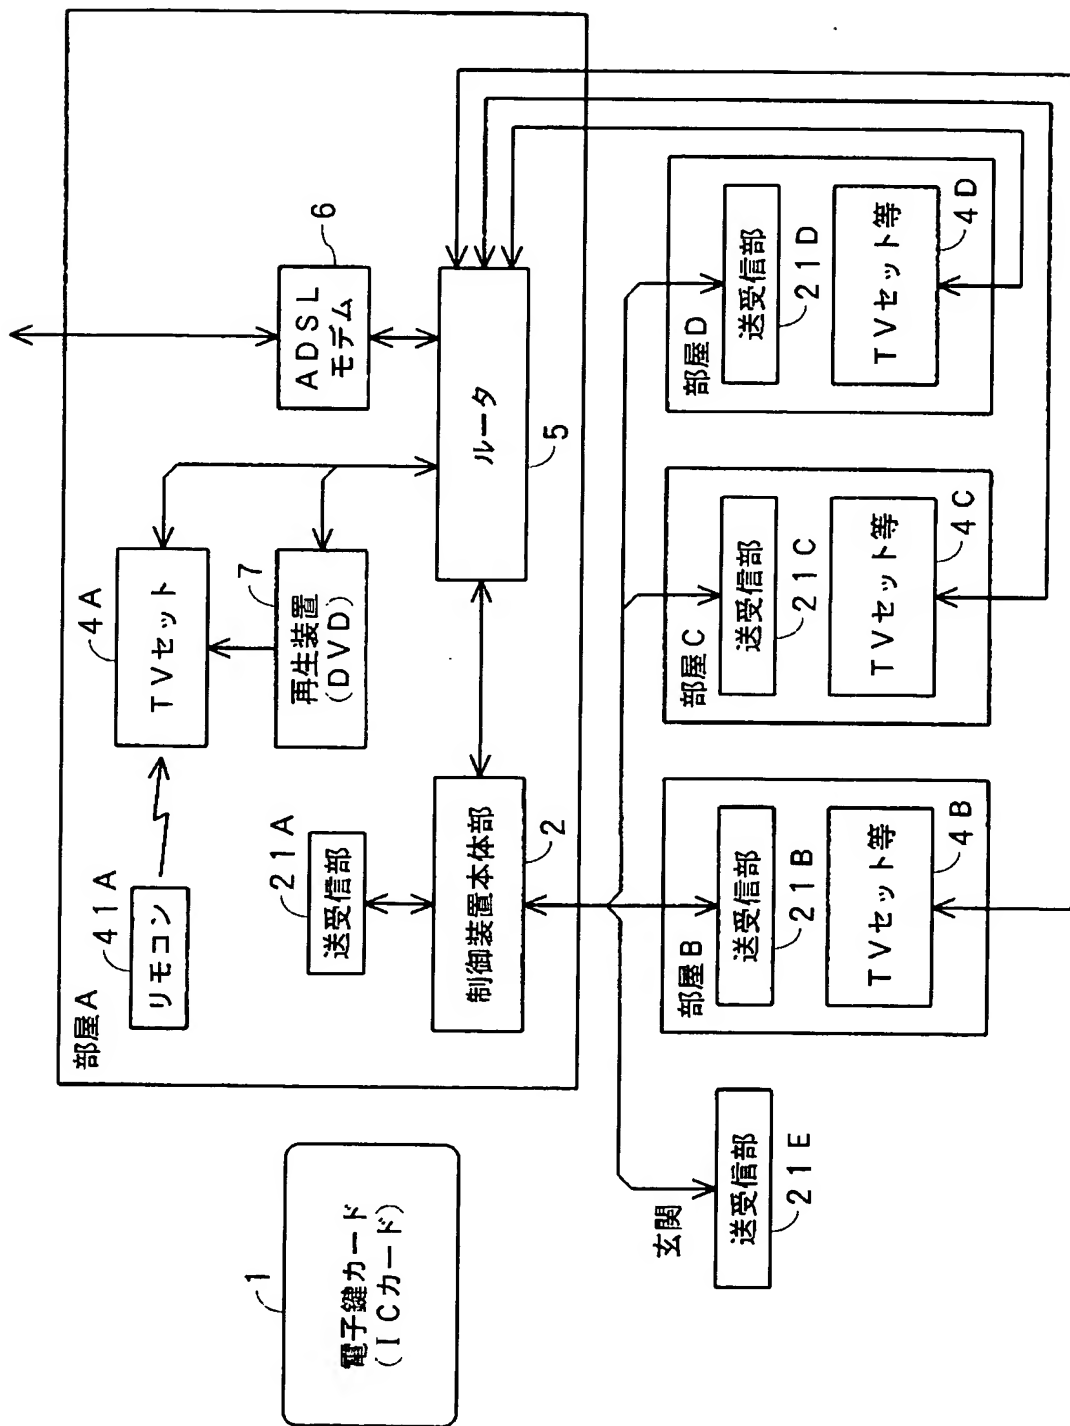 1
電子鍵カード
(ICカード)
部屋A
リモコン
41A
TVセット
4A
再生装置
(DVD)
7
ADSL
モデム
6
送受信部
21A
制御装置本体部
2
ルータ
5
玄関
送受信部
21E
部屋B
送受信部
21B
TVセット等
4B
部屋C
送受信部
21C
TVセット等
4C
部屋D
送受信部
21D
TVセット等
4D